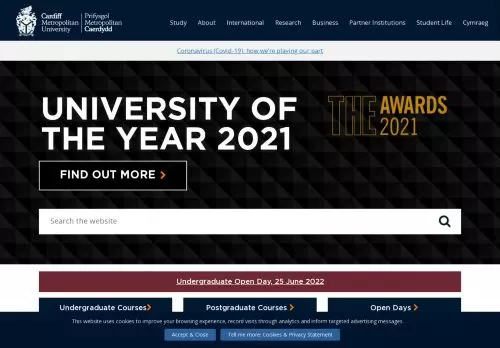 Cardiff Metropolitan University
Prifysgol Metropolitan Caerdydd
Study About International Research Business Partner Institutions Student Life Cymraeg
Coronavirus (Covid-19): how we're playing our part
UNIVERSITY OF
THE YEAR 2021
THE AWARDS
2021
FIND OUT MORE >
Search the website
Undergraduate Open Day, 25 June 2022
Undergraduate Courses> Postgraduate Courses > Open Days >
This website uses cookies to improve your browsing experience, record visits through analytics and inform targeted advertising messages.
Accept & Close Tell me more: Cookies & Privacy Statement